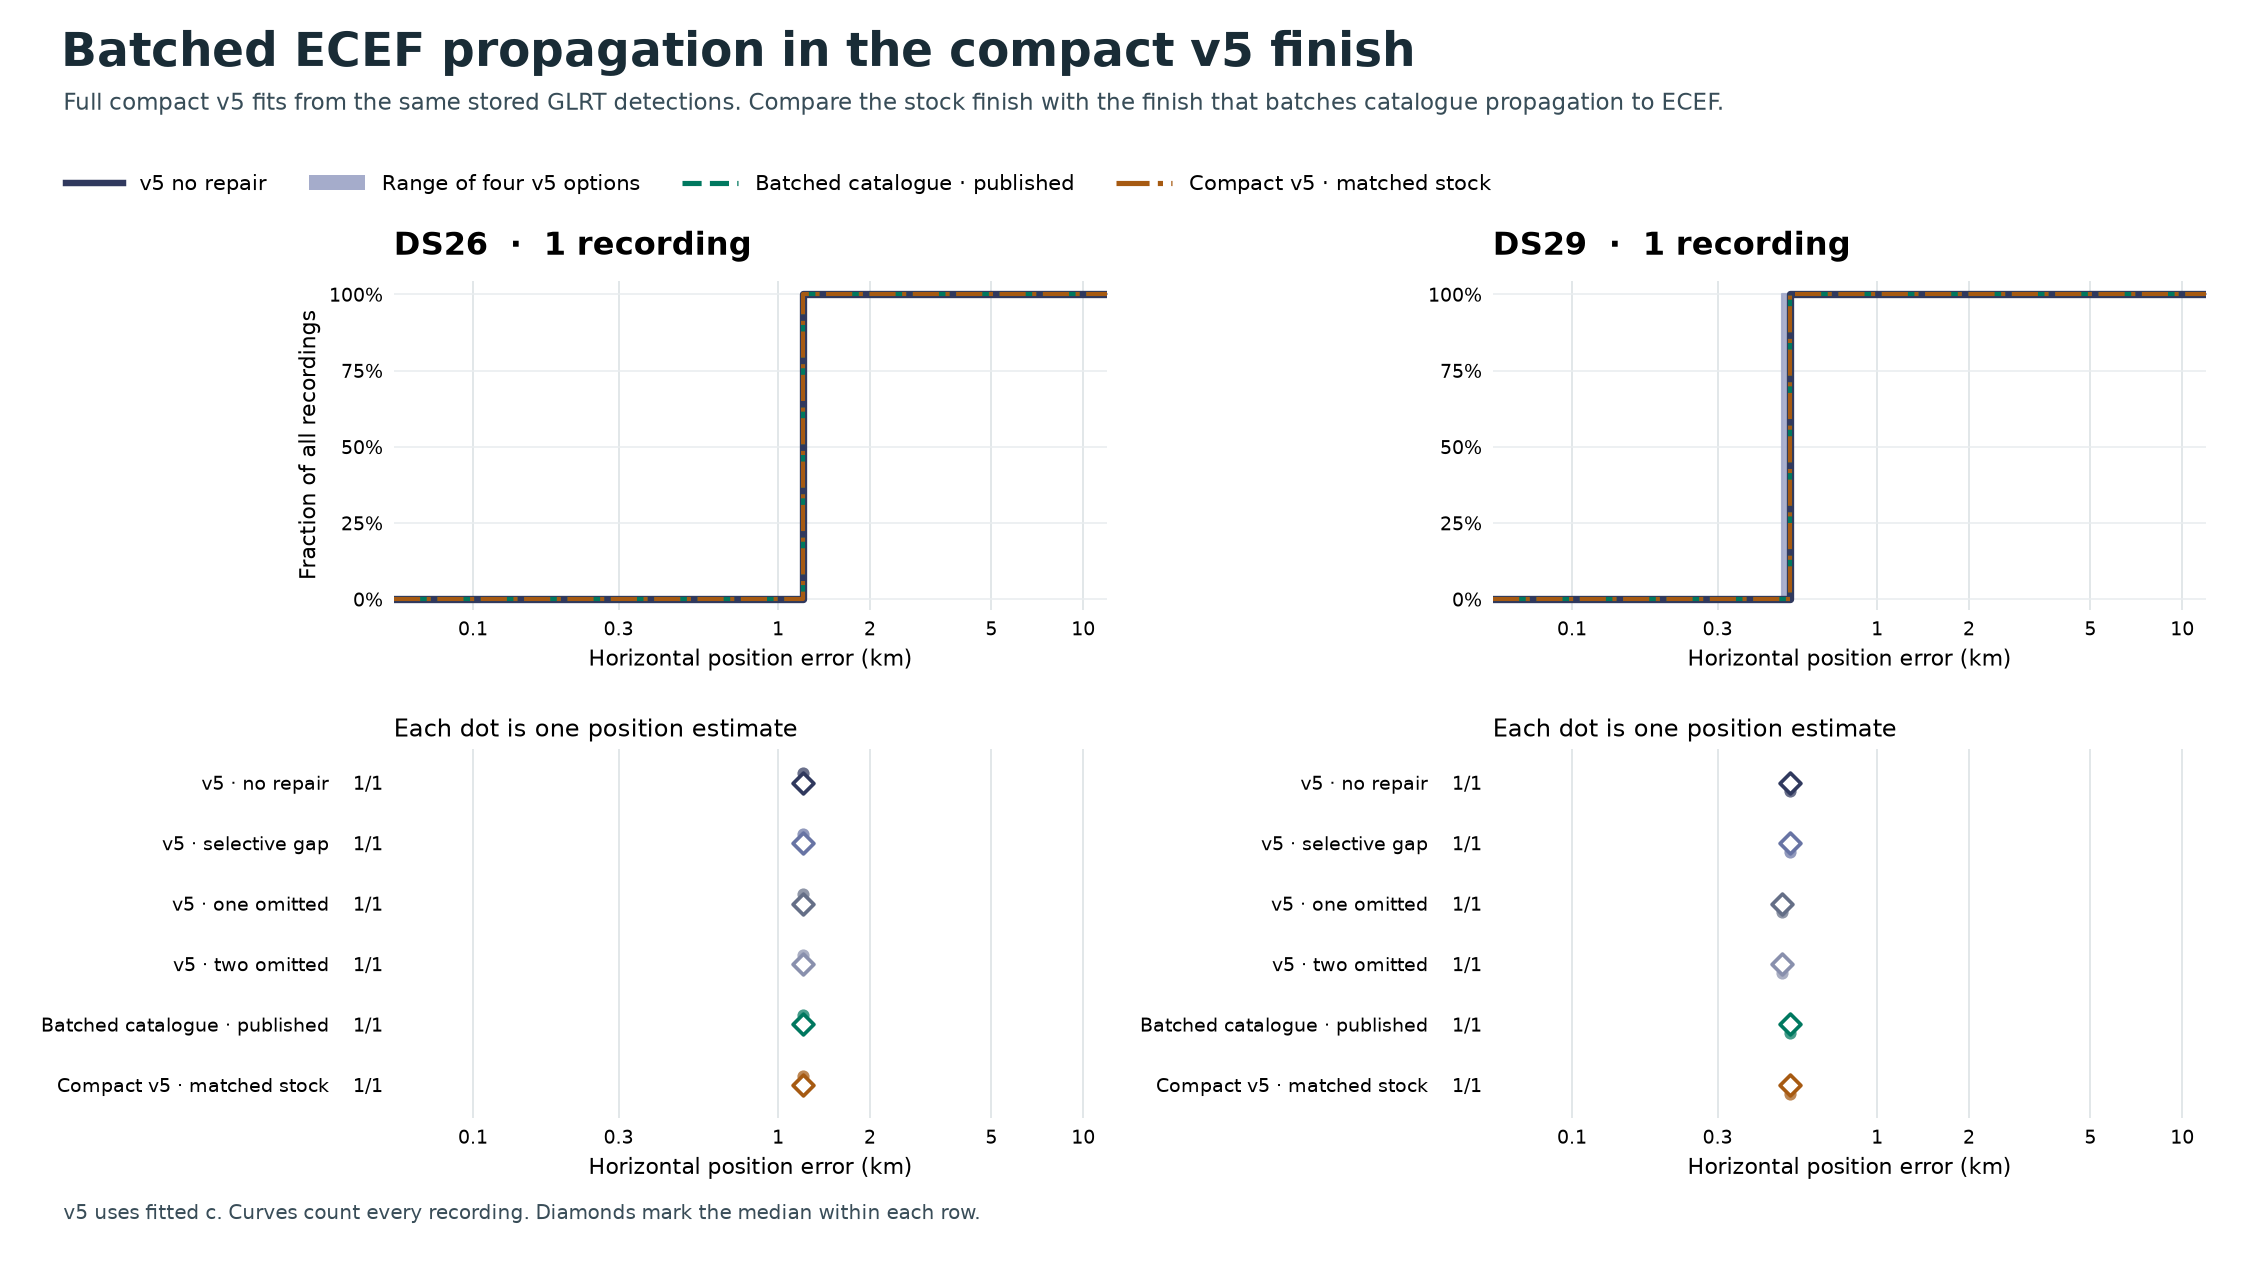 Batched ECEF propagation in the compact v5 finish
Full compact v5 fits from the same stored GLRT detections. Compare the stock finish with the finish that batches catalogue propagation to ECEF.
v5 no repair
Range of four v5 options
Batched catalogue · published
Compact v5 · matched stock
DS26 · 1 recording
Fraction of all recordings
100%
75%
50%
25%
0%
0.1 0.3 1 2 5 10
Horizontal position error (km)
DS29 · 1 recording
100%
75%
50%
25%
0%
0.1 0.3 1 2 5 10
Horizontal position error (km)
Each dot is one position estimate
v5 · no repair 1/1
v5 · selective gap 1/1
v5 · one omitted 1/1
v5 · two omitted 1/1
Batched catalogue · published 1/1
Compact v5 · matched stock 1/1
0.1 0.3 1 2 5 10
Horizontal position error (km)
Each dot is one position estimate
v5 · no repair 1/1
v5 · selective gap 1/1
v5 · one omitted 1/1
v5 · two omitted 1/1
Batched catalogue · published 1/1
Compact v5 · matched stock 1/1
0.1 0.3 1 2 5 10
Horizontal position error (km)
v5 uses fitted c. Curves count every recording. Diamonds mark the median within each row.